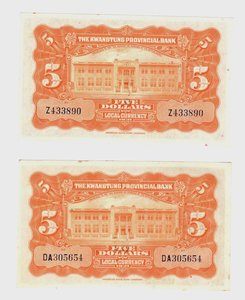 THE KWANGTUNG PROVINCIAL BANK
5 5
Z433890 Z433890
FIVE
DOLLARS
LOCAL CURRENCY
THE KWANGTUNG PROVINCIAL BANK
5 5
DA305654 DA305654
FIVE
DOLLARS
LOCAL CURRENCY